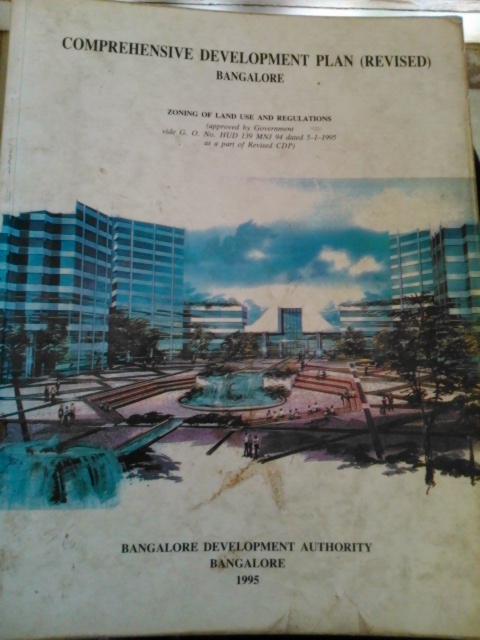 COMPREHENSIVE DEVELOPMENT PLAN (REVISED)
BANGALORE
ZONING OF LAND USE AND REGULATIONS
(approved by Government
vide G. O. No. HUD 139 MNJ 94 dated 5-1-1995
as a part of Revised CDP)
BANGALORE DEVELOPMENT AUTHORITY
BANGALORE
1995